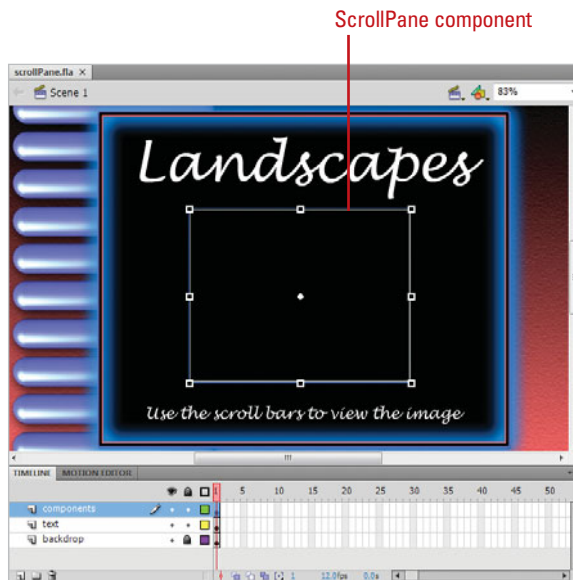 ScrollPane component
scrollPane.fla ×
Scene 1
83%
Landscapes
Use the scroll bars to view the image
TIMELINE MOTION EDITOR
1 5 10 15 20 25 30 35 40 45 50
components
text
backdrop
1 12.0fps 0.0s